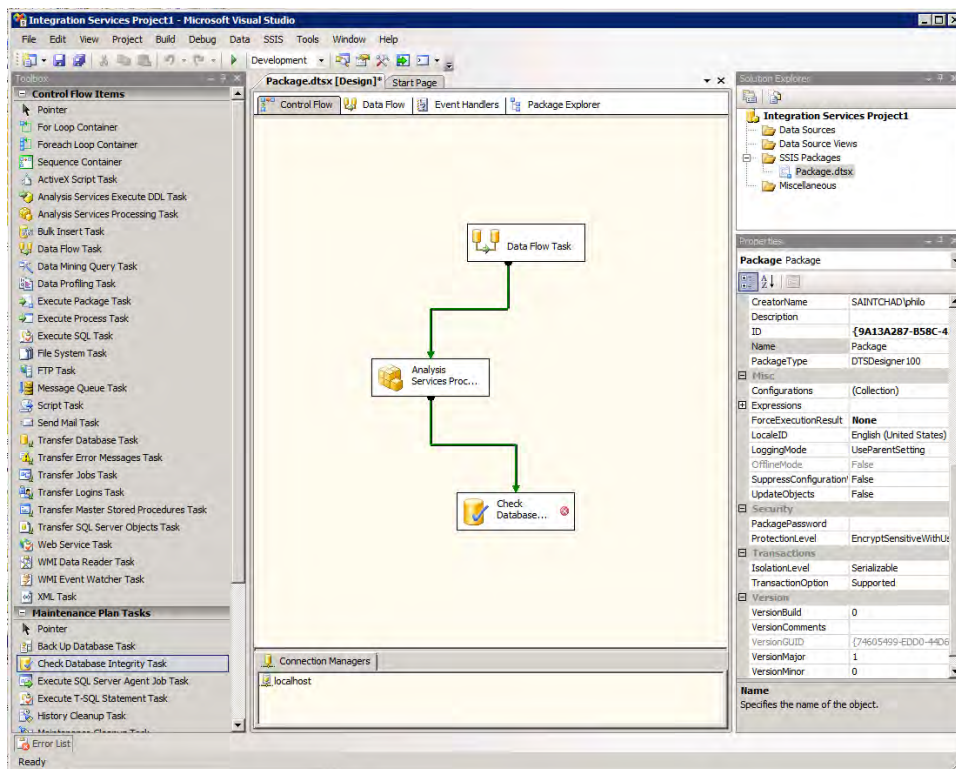 Integration Services Project1 - Microsoft Visual Studio
File Edit View Project Build Debug Data SSIS Tools Window Help
Development
Toolbox
Control Flow Items
Pointer
For Loop Container
Foreach Loop Container
Sequence Container
ActiveX Script Task
Analysis Services Execute DDL Task
Analysis Services Processing Task
Bulk Insert Task
Data Flow Task
Data Mining Query Task
Data Profiling Task
Execute Package Task
Execute Process Task
Execute SQL Task
File System Task
FTP Task
Message Queue Task
Script Task
Send Mail Task
Transfer Database Task
Transfer Error Messages Task
Transfer Jobs Task
Transfer Logins Task
Transfer Master Stored Procedures Task
Transfer SQL Server Objects Task
Web Service Task
WMI Data Reader Task
WMI Event Watcher Task
XML Task
Maintenance Plan Tasks
Pointer
Back Up Database Task
Check Database Integrity Task
Execute SQL Server Agent Job Task
Execute T-SQL Statement Task
History Cleanup Task
Maintenance Cleanup Task
Error List
Ready
Package.dtsx [Design]* Start Page
Control Flow Data Flow Event Handlers Package Explorer
Data Flow Task
Analysis
Services Proc...
Check
Database...
Connection Managers
localhost
Solution Explorer
Integration Services Project1
Data Sources
Data Source Views
SSIS Packages
Package.dtsx
Miscellaneous
Properties
Package Package
CreatorName SAINTCHAD\philo
Description
ID {9A13A287-B58C-4
Name Package
PackageType DTSDesigner100
Misc
Configurations (Collection)
Expressions
ForceExecutionResult None
LocaleID English (United States)
LoggingMode UseParentSetting
OfflineMode False
SuppressConfiguration False
UpdateObjects False
Security
PackagePassword
ProtectionLevel EncryptSensitiveWithUs
Transactions
IsolationLevel Serializable
TransactionOption Supported
Version
VersionBuild 0
VersionComments
VersionGUID {74605499-EDD0-44D6
VersionMajor 1
VersionMinor 0
Name
Specifies the name of the object.